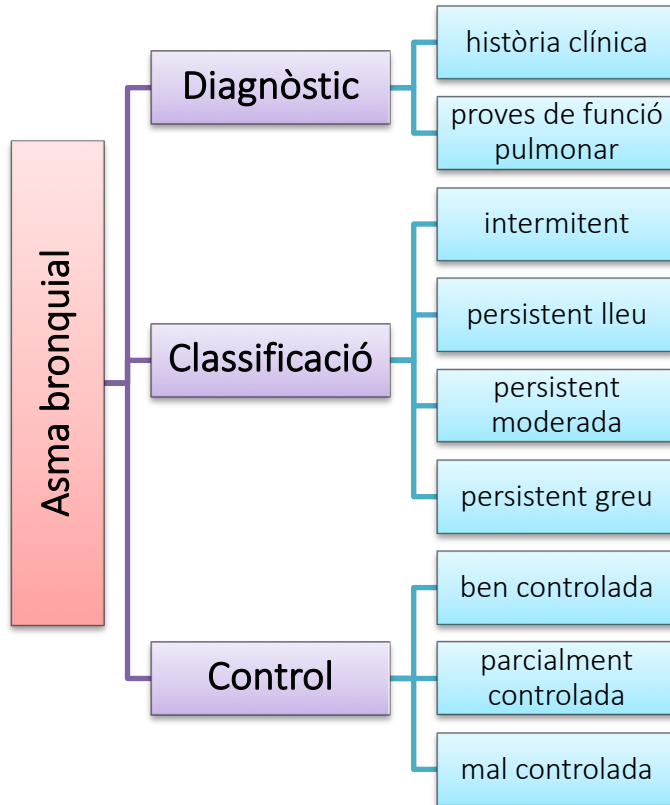 Asma bronquial
Diagnòstic
història clínica
proves de funció
pulmonar
Classificació
intermitent
persistent lleu
persistent
moderada
persistent greu
Control
ben controlada
parcialment
controlada
mal controlada